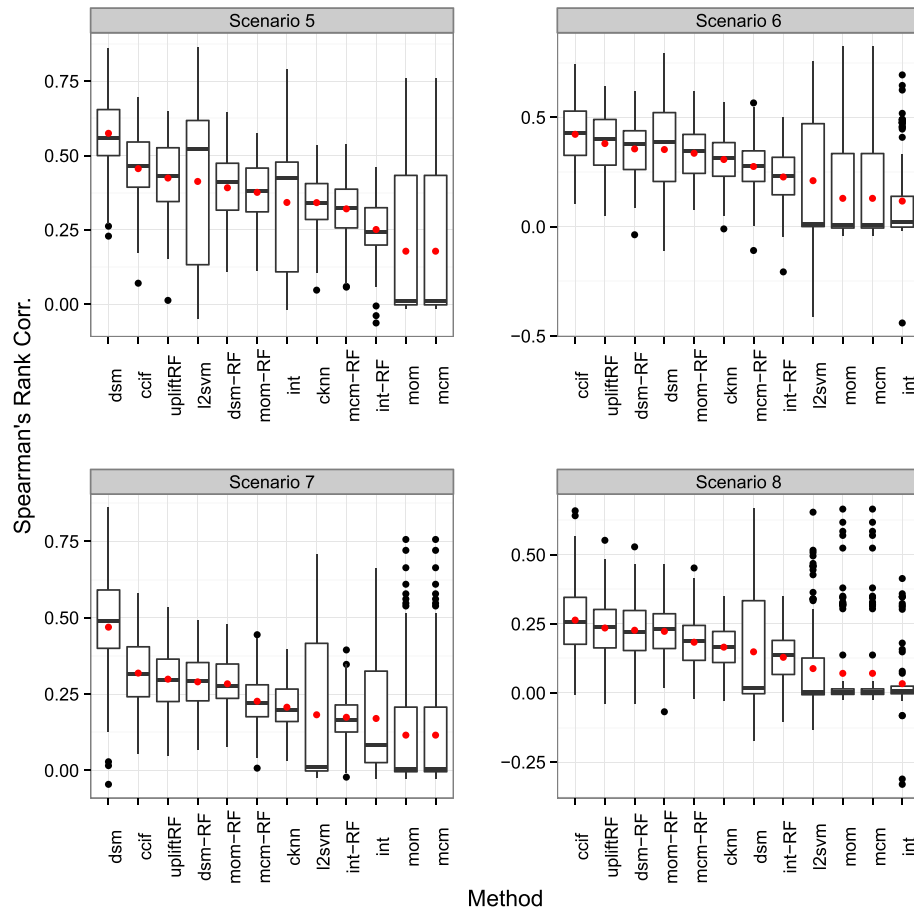 Scenario 5
Scenario 6
0.75
0.50
0.25
0.00
0.5
0.0
−0.5
dsm
ccif
upliftRF
l2svm
dsm−RF
mom−RF
int
cknn
mcm−RF
int−RF
mom
mcm
ccif
upliftRF
dsm−RF
dsm
mom−RF
cknn
mcm−RF
int−RF
l2svm
mom
mcm
int
Spearman's Rank Corr.
Scenario 7
Scenario 8
0.75
0.50
0.25
0.00
0.50
0.25
0.00
−0.25
dsm
ccif
upliftRF
dsm−RF
mom−RF
mcm−RF
cknn
l2svm
int−RF
int
mom
mcm
ccif
upliftRF
dsm−RF
mom−RF
mcm−RF
cknn
dsm
int−RF
l2svm
mom
mcm
int
Method